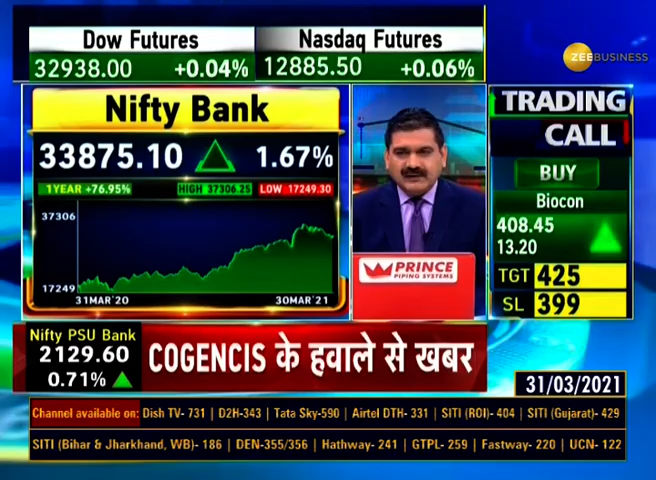 Dow Futures
32938.00 +0.04%
Nasdaq Futures
12885.50 +0.06%
ZEEBUSINESS
Nifty Bank
33875.10 1.67%
1YEAR +76.95% HIGH 37306.25 LOW 17249.30
37306
17249
31MAR'20 30MAR'21
PRINCE
PIPING SYSTEMS
TRADING
CALL
BUY
Biocon
408.45
13.20
TGT 425
SL 399
Nifty PSU Bank
2129.60
0.71%
COGENCIS के हवाले से खबर
31/03/2021
Channel available on: Dish TV- 731 | D2H-343 | Tata Sky-590 | Airtel DTH- 331 | SITI (ROI)- 404 | SITI (Gujarat)- 429
SITI (Bihar & Jharkhand, WB)- 186 | DEN-355/356 | Hathway- 241 | GTPL- 259 | Fastway- 220 | UCN- 122